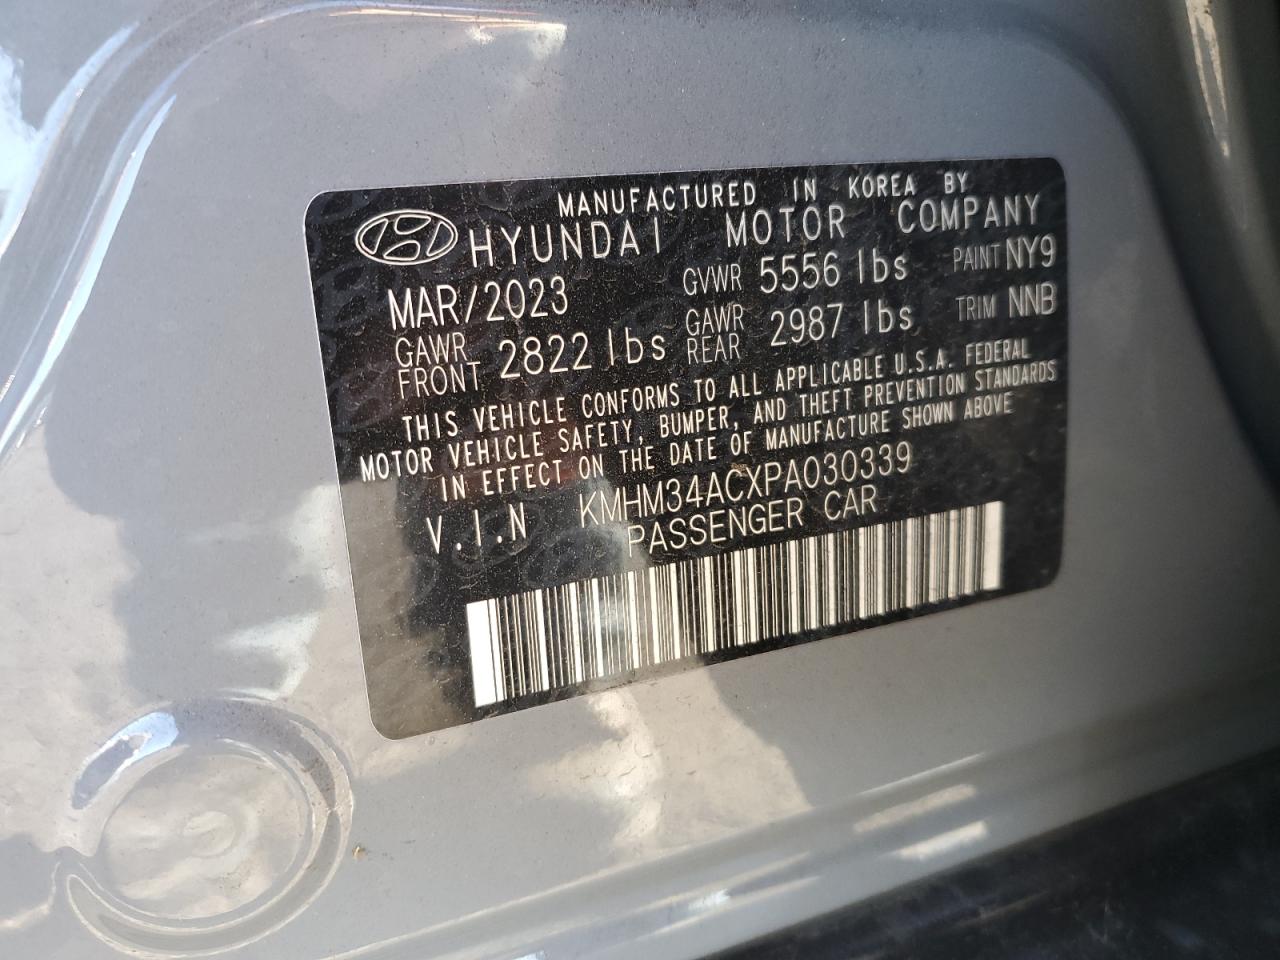 MANUFACTURED IN KOREA BY
HYUNDAI MOTOR COMPANY
MAR/2023 GVWR 5556 lbs PAINT NY9
GAWR FRONT 2822 lbs GAWR REAR 2987 lbs TRIM NNB
THIS VEHICLE CONFORMS TO ALL APPLICABLE U.S.A. FEDERAL
MOTOR VEHICLE SAFETY, BUMPER, AND THEFT PREVENTION STANDARDS
IN EFFECT ON THE DATE OF MANUFACTURE SHOWN ABOVE
V.I.N KMHM34ACXPA030339
PASSENGER CAR